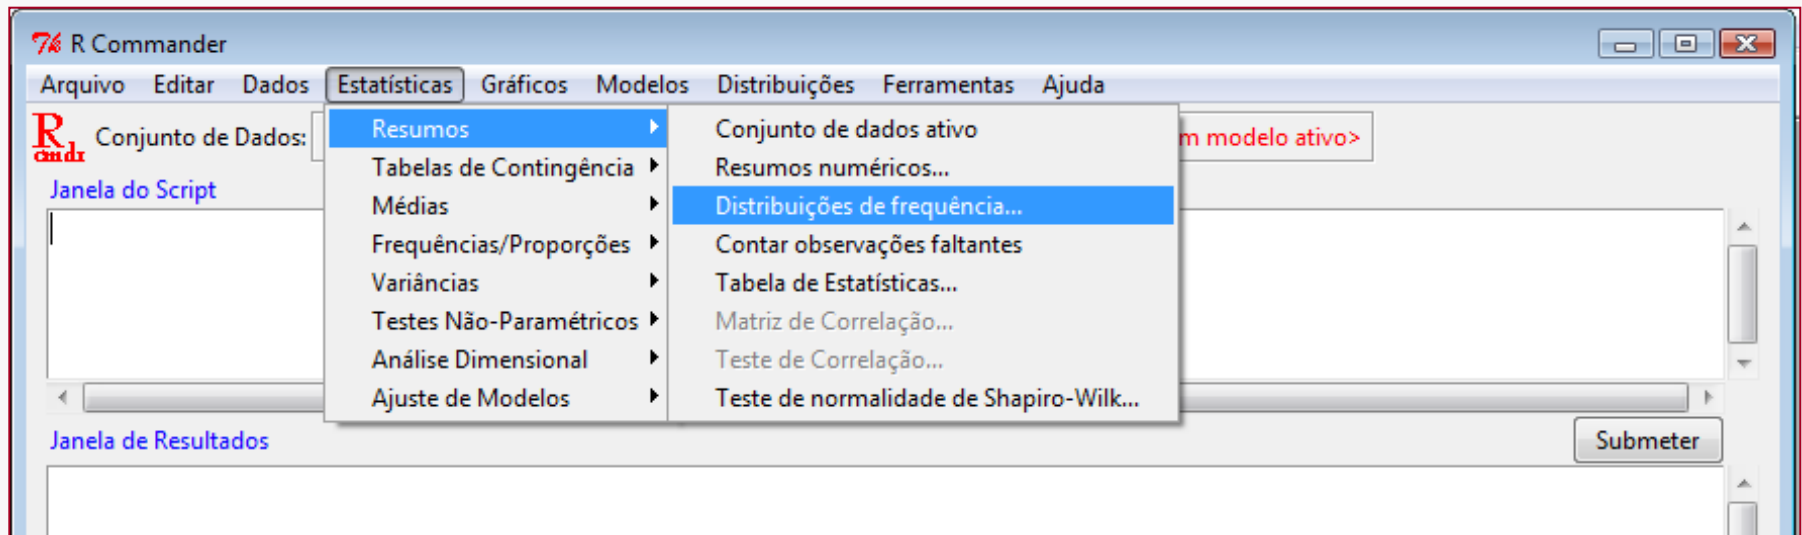 R Commander
Arquivo Editar Dados Estatísticas Gráficos Modelos Distribuições Ferramentas Ajuda
R cmdr Conjunto de Dados: m modelo ativo>
Janela do Script
Resumos
Tabelas de Contingência
Médias
Frequências/Proporções
Variâncias
Testes Não-Paramétricos
Análise Dimensional
Ajuste de Modelos
Conjunto de dados ativo
Resumos numéricos...
Distribuições de frequência...
Contar observações faltantes
Tabela de Estatísticas...
Matriz de Correlação...
Teste de Correlação...
Teste de normalidade de Shapiro-Wilk...
Janela de Resultados
Submeter